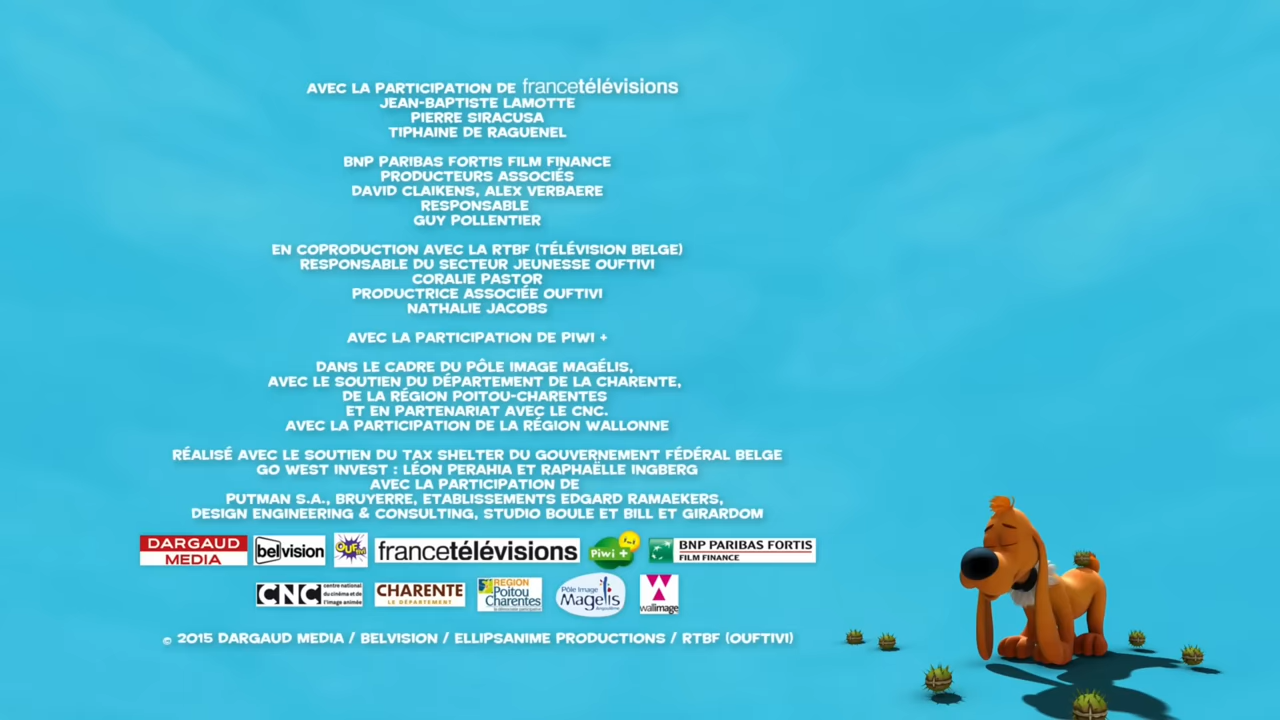 AVEC LA PARTICIPATION DE francetélévisions
JEAN-BAPTISTE LAMOTTE
PIERRE SIRACUSA
TIPHAINE DE RAGUENEL
BNP PARIBAS FORTIS FILM FINANCE
PRODUCTEURS ASSOCIÉS
DAVID CLAIKENS, ALEX VERBAERE
RESPONSABLE
GUY POLLENTIER
EN COPRODUCTION AVEC LA RTBF (TÉLÉVISION BELGE)
RESPONSABLE DU SECTEUR JEUNESSE OUFTIVI
CORALIE PASTOR
PRODUCTRICE ASSOCIÉE OUFTIVI
NATHALIE JACOBS
AVEC LA PARTICIPATION DE PIWI +
DANS LE CADRE DU PÔLE IMAGE MAGÉLIS,
AVEC LE SOUTIEN DU DÉPARTEMENT DE LA CHARENTE,
DE LA RÉGION POITOU-CHARENTES
ET EN PARTENARIAT AVEC LE CNC.
AVEC LA PARTICIPATION DE LA RÉGION WALLONNE
RÉALISÉ AVEC LE SOUTIEN DU TAX SHELTER DU GOUVERNEMENT FÉDÉRAL BELGE
GO WEST INVEST : LÉON PERAHIA ET RAPHAËLLE INGBERG
AVEC LA PARTICIPATION DE
PUTMAN S.A., BRUYERRE, ETABLISSEMENTS EDGARD RAMAEKERS,
DESIGN ENGINEERING & CONSULTING, STUDIO BOULE ET BILL ET GIRARDOM
DARGAUD MEDIA
belvision
OUFtivi
francetélévisions
Piwi +
BNP PARIBAS FORTIS
FILM FINANCE
CNC
centre national
du cinéma et de
l'image animée
CHARENTE
LE DÉPARTEMENT
REGION
Poitou
Charentes
Pôle Image
Magelis
wallimage
© 2015 DARGAUD MEDIA / BELVISION / ELLIPSANIME PRODUCTIONS / RTBF (OUFTIVI)